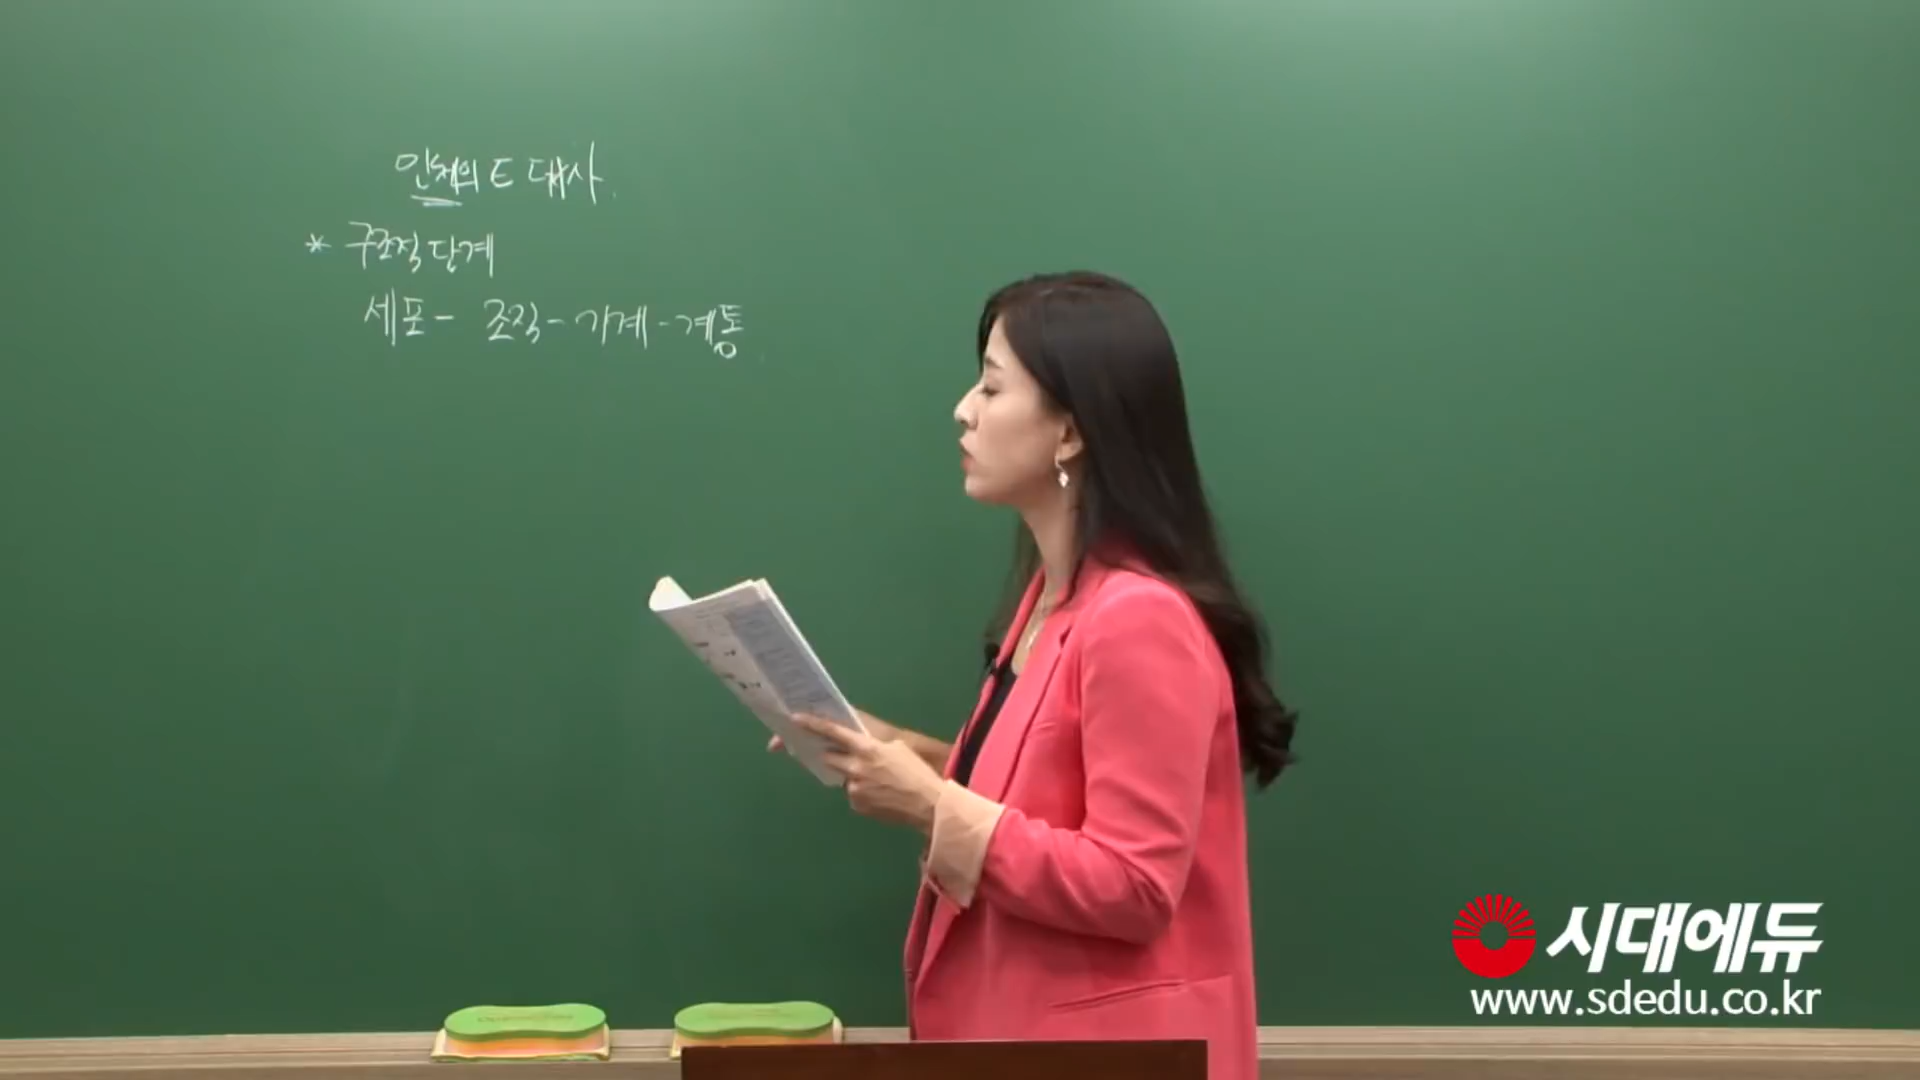 인체의 E 대사.
* 구조적 단계
세포 - 조직 - 기계 - 계통
시대에듀
www.sdedu.co.kr